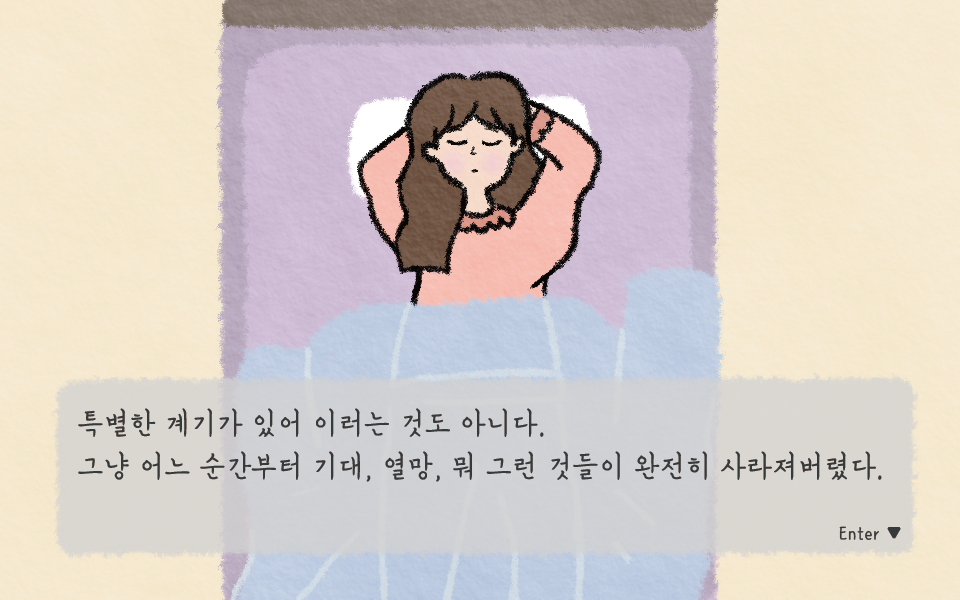 특별한 계기가 있어 이러는 것도 아니다.
그냥 어느 순간부터 기대, 열망, 뭐 그런 것들이 완전히 사라져버렸다.
Enter ▼